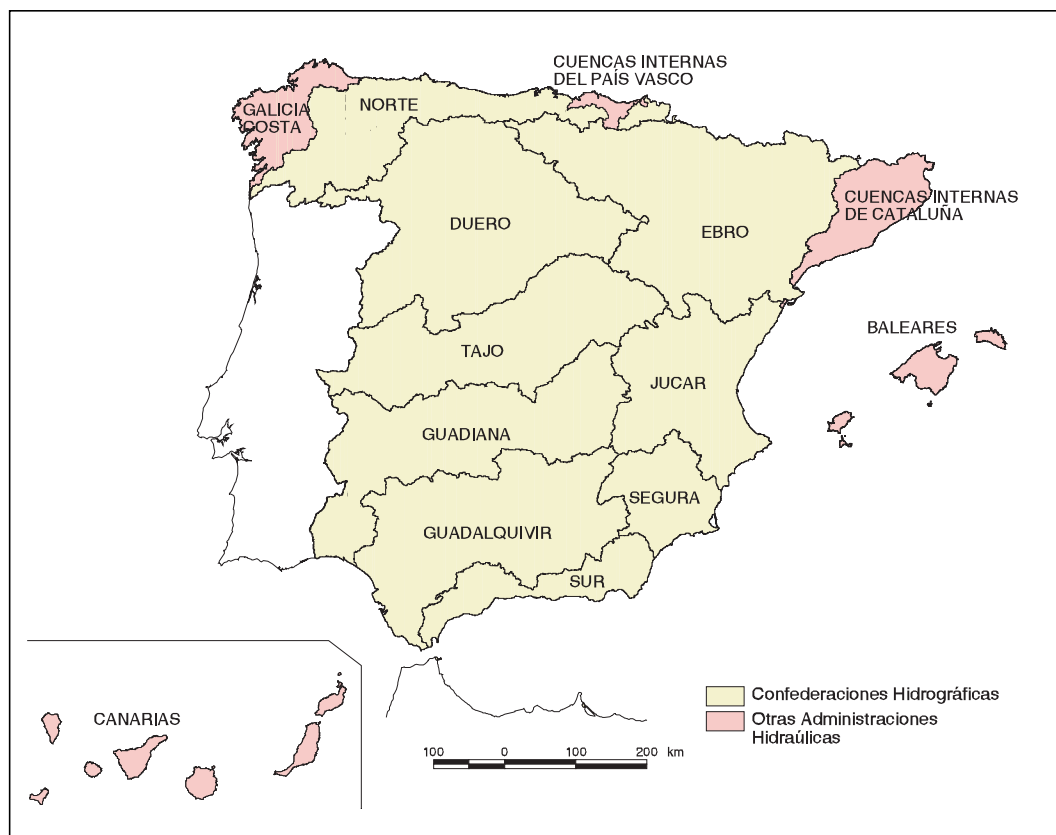 CUENCAS INTERNAS
DEL PAÍS VASCO
GALICIA
COSTA
NORTE
CUENCAS INTERNAS
DE CATALUÑA
DUERO
EBRO
BALEARES
TAJO
JUCAR
GUADIANA
SEGURA
GUADALQUIVIR
SUR
CANARIAS
Confederaciones Hidrográficas
Otras Administraciones
Hidraúlicas
100 0 100 200 km